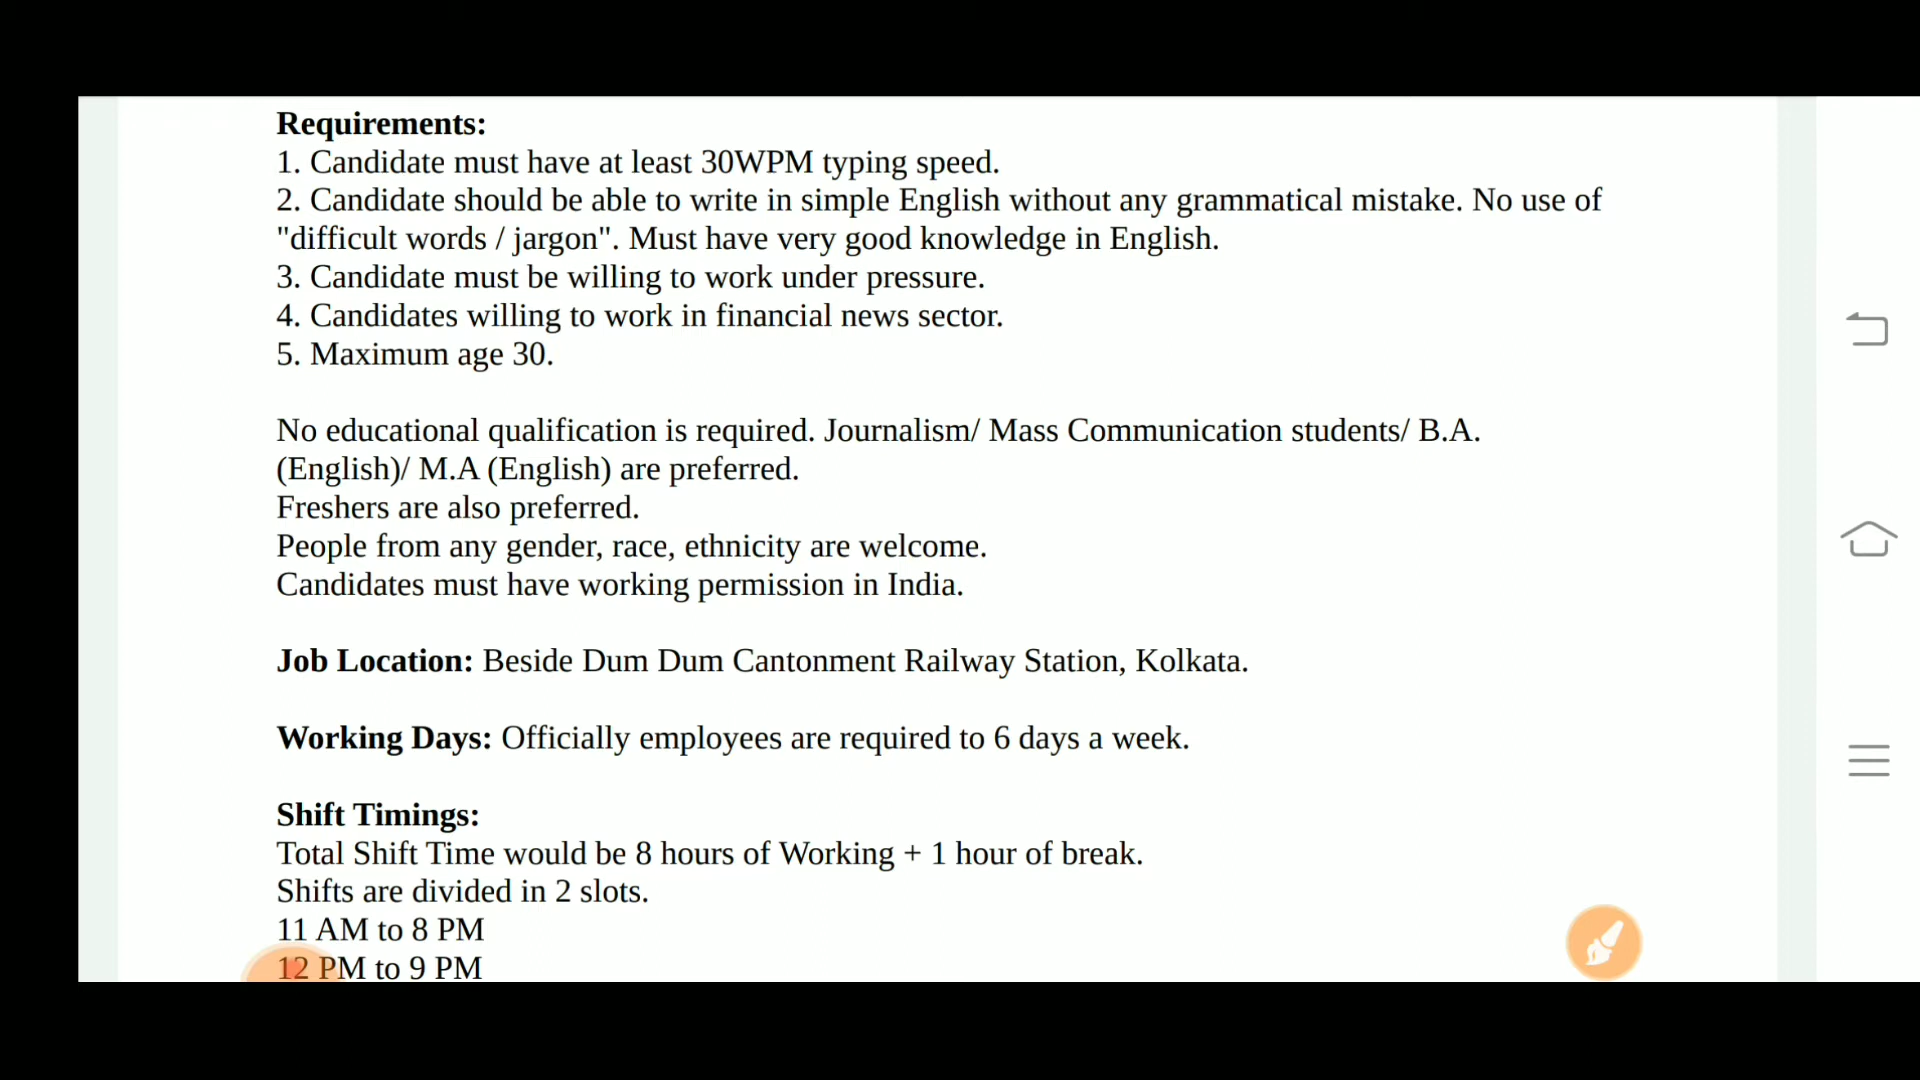 Requirements:
1. Candidate must have at least 30WPM typing speed.
2. Candidate should be able to write in simple English without any grammatical mistake. No use of
"difficult words / jargon". Must have very good knowledge in English.
3. Candidate must be willing to work under pressure.
4. Candidates willing to work in financial news sector.
5. Maximum age 30.
No educational qualification is required. Journalism/ Mass Communication students/ B.A.
(English)/ M.A (English) are preferred.
Freshers are also preferred.
People from any gender, race, ethnicity are welcome.
Candidates must have working permission in India.
Job Location: Beside Dum Dum Cantonment Railway Station, Kolkata.
Working Days: Officially employees are required to 6 days a week.
Shift Timings:
Total Shift Time would be 8 hours of Working + 1 hour of break.
Shifts are divided in 2 slots.
11 AM to 8 PM
12 PM to 9 PM